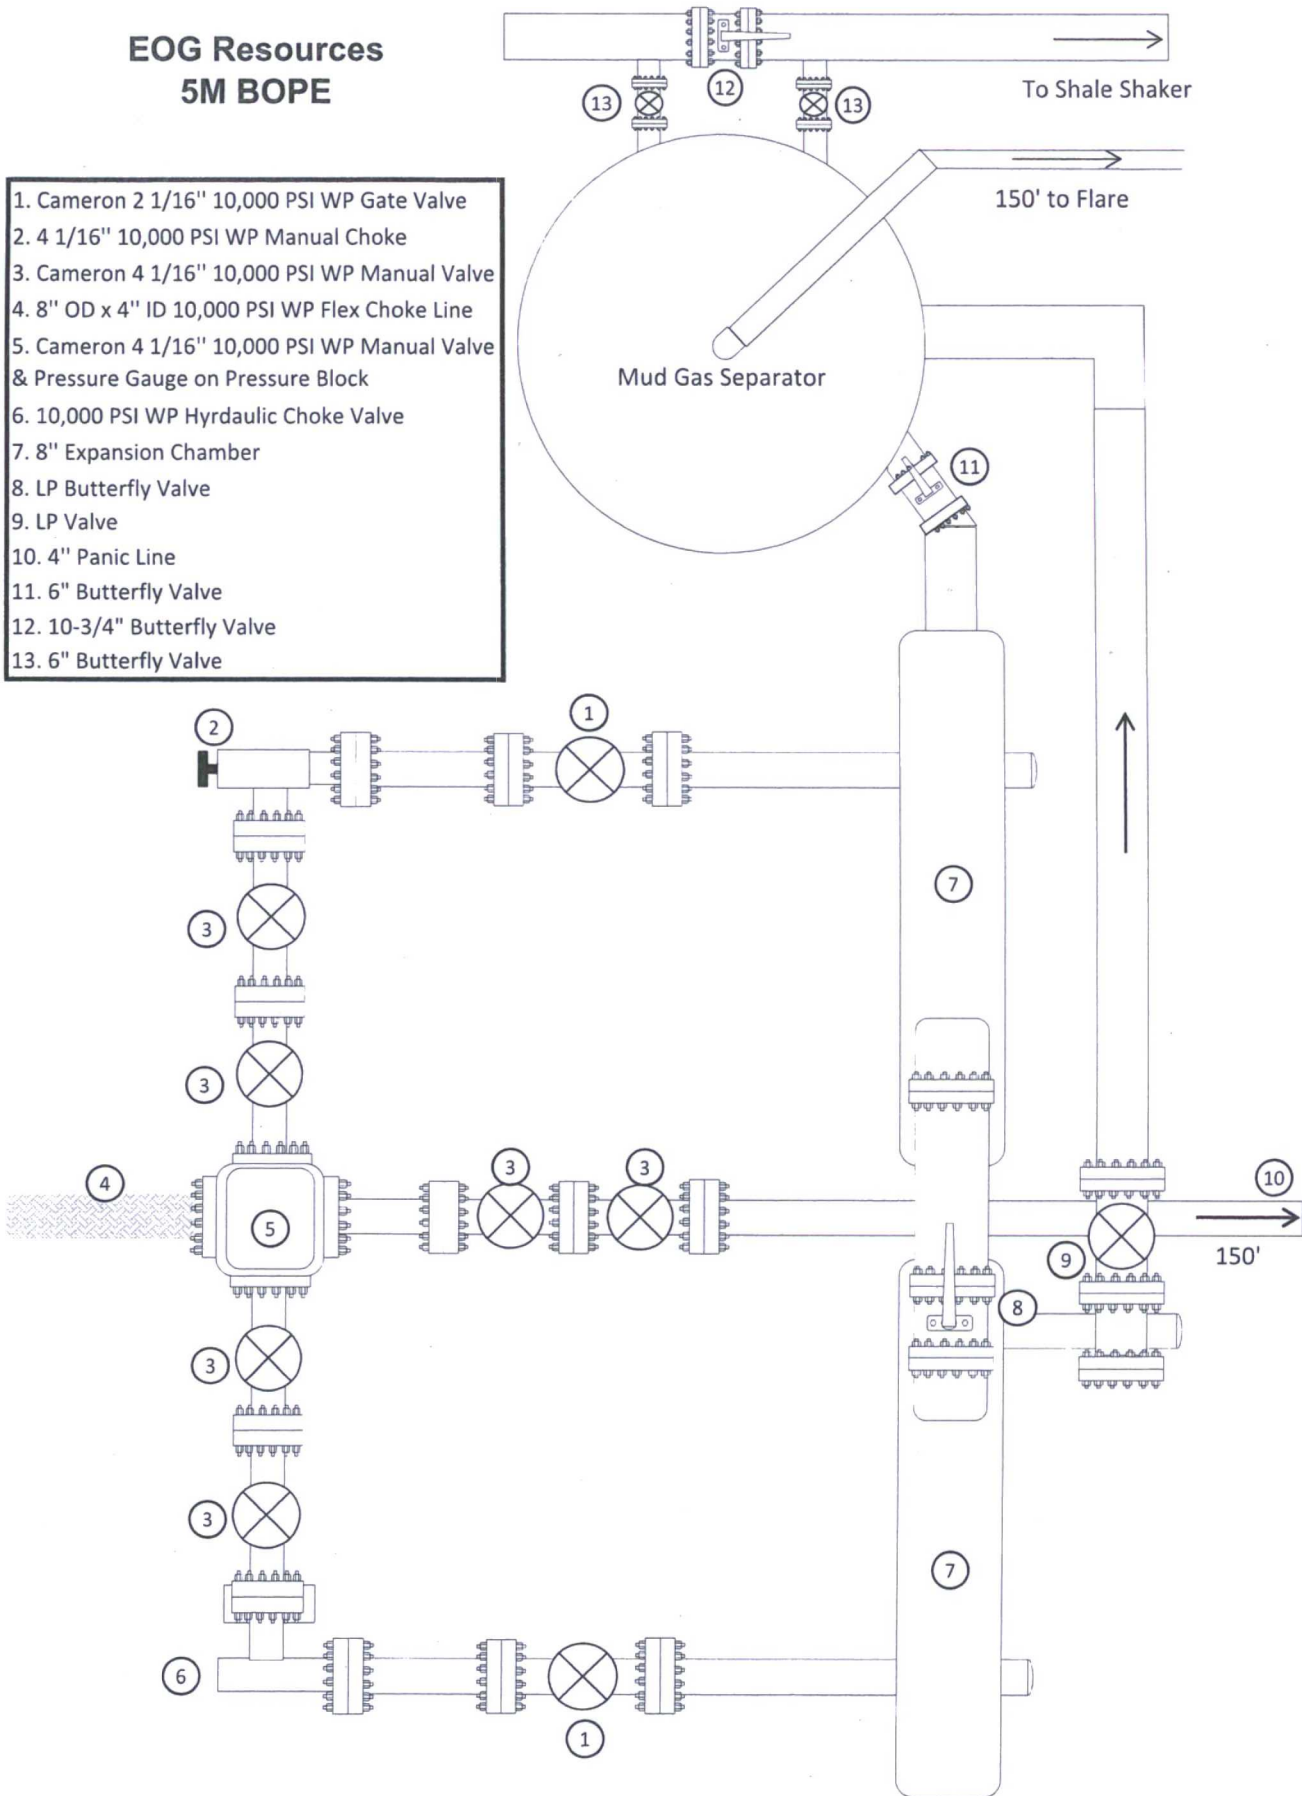 EOG Resources
5M BOPE
1. Cameron 2 1/16" 10,000 PSI WP Gate Valve
2. 4 1/16" 10,000 PSI WP Manual Choke
3. Cameron 4 1/16" 10,000 PSI WP Manual Valve
4. 8" OD x 4" ID 10,000 PSI WP Flex Choke Line
5. Cameron 4 1/16" 10,000 PSI WP Manual Valve
& Pressure Gauge on Pressure Block
6. 10,000 PSI WP Hyrdaulic Choke Valve
7. 8" Expansion Chamber
8. LP Butterfly Valve
9. LP Valve
10. 4" Panic Line
11. 6" Butterfly Valve
12. 10-3/4" Butterfly Valve
13. 6" Butterfly Valve
13
12
13
To Shale Shaker
150' to Flare
Mud Gas Separator
11
2
1
3
7
3
4
3
3
10
5
9
150'
8
3
3
7
6
1